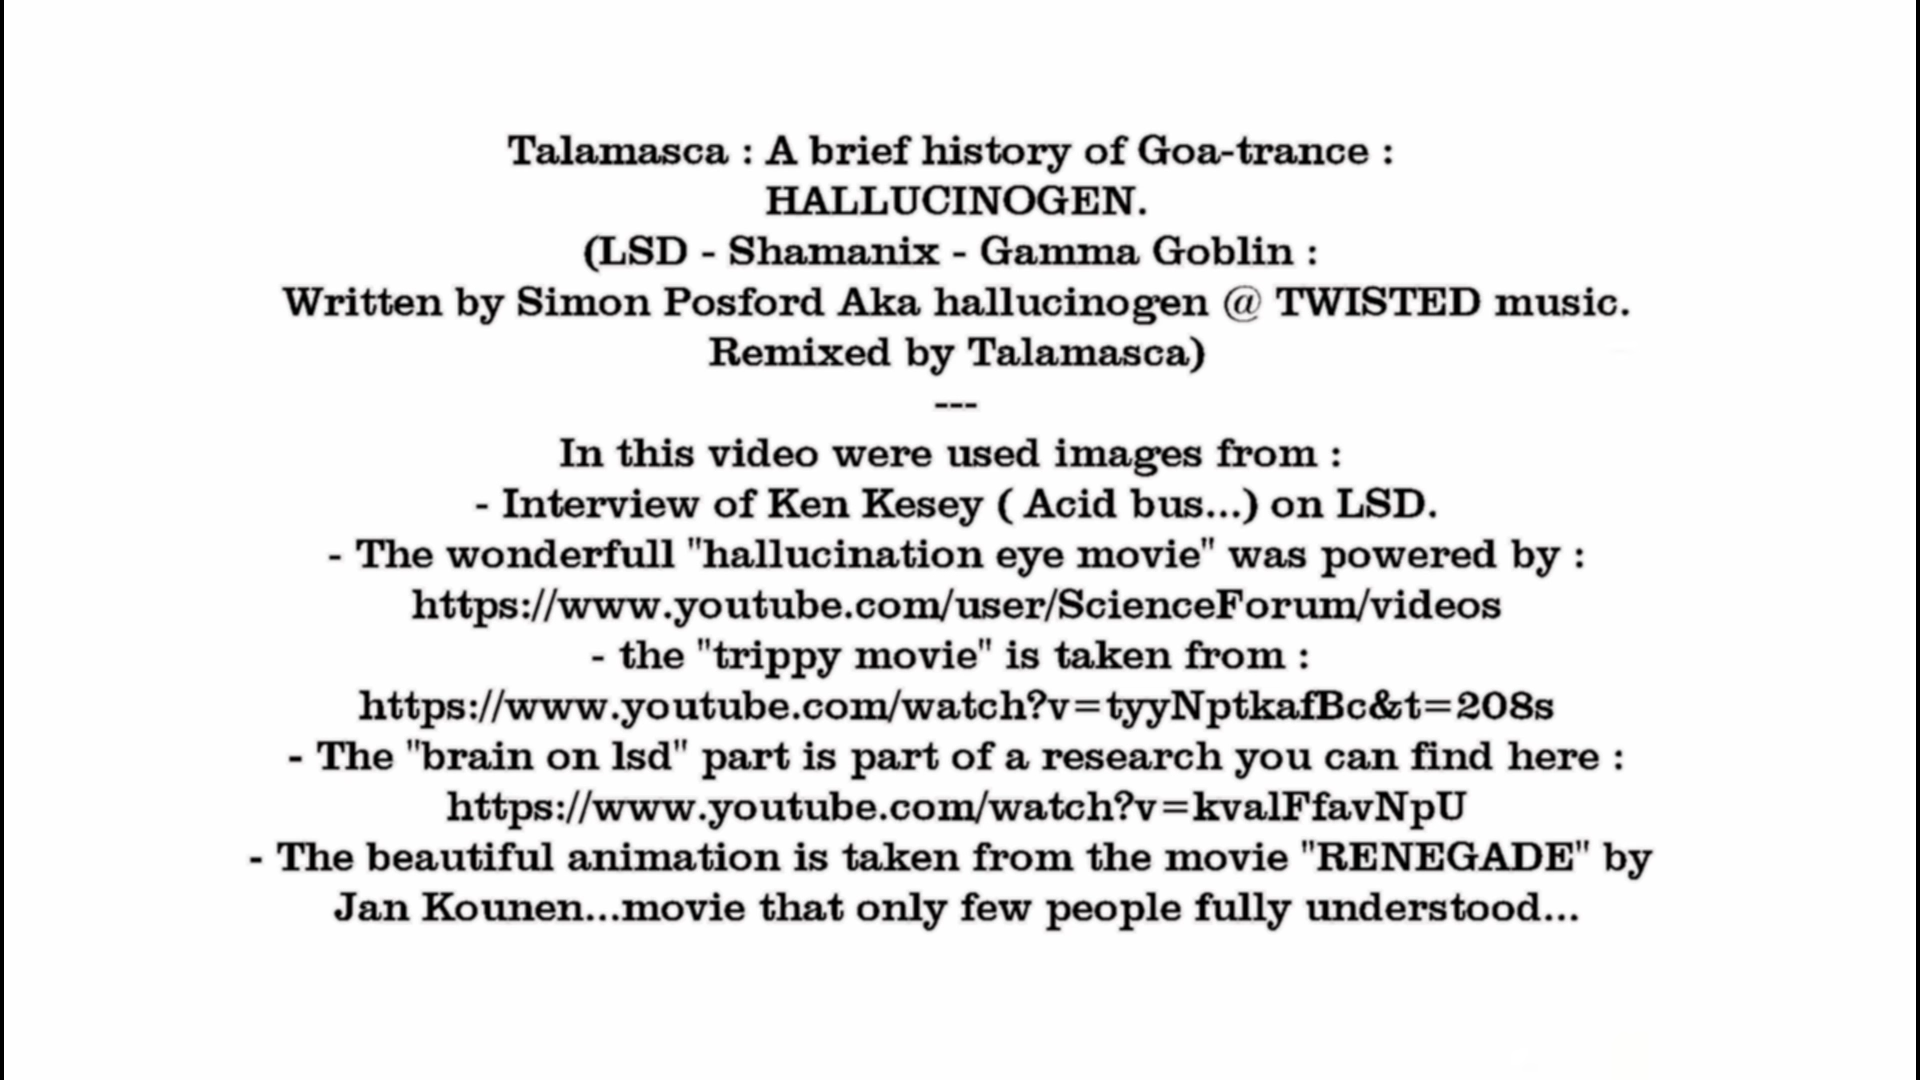 Talamasca : A brief history of Goa-trance :
HALLUCINOGEN.
(LSD - Shamanix - Gamma Goblin :
Written by Simon Posford Aka hallucinogen @ TWISTED music.
Remixed by Talamasca)
---
In this video were used images from :
- Interview of Ken Kesey ( Acid bus...) on LSD.
- The wonderfull "hallucination eye movie" was powered by :
https://www.youtube.com/user/ScienceForum/videos
- the "trippy movie" is taken from :
https://www.youtube.com/watch?v=tyyNptkafBc&t=208s
- The "brain on lsd" part is part of a research you can find here :
https://www.youtube.com/watch?v=kvalFfavNpU
- The beautiful animation is taken from the movie "RENEGADE" by
Jan Kounen...movie that only few people fully understood...